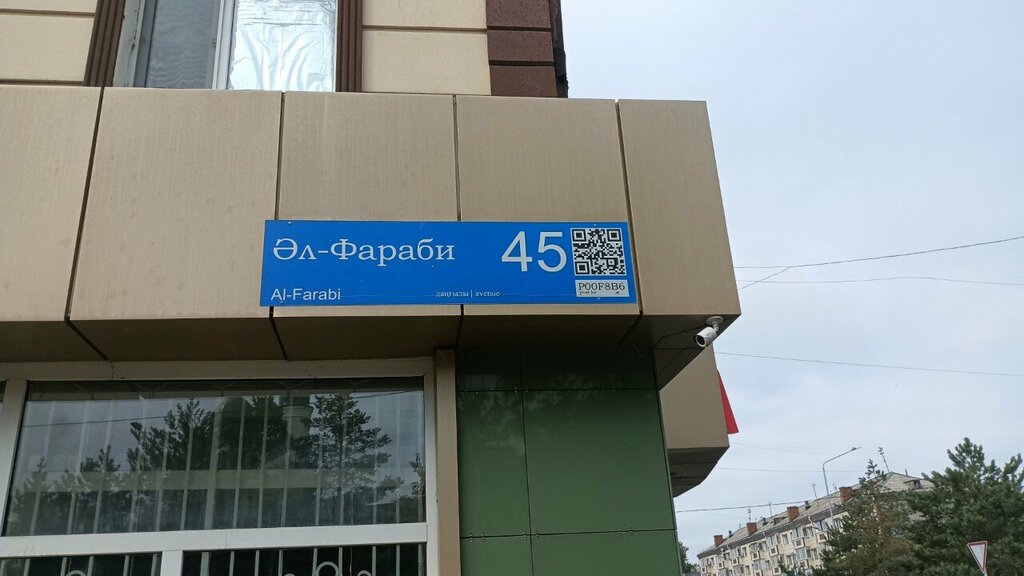 Әл-Фараби 45
Al-Farabi даңғылы | avenue
P00F8B6